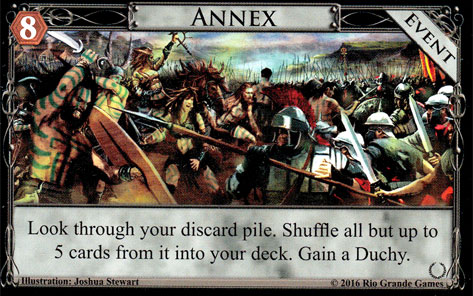 8
ANNEX
EVENT
Look through your discard pile. Shuffle all but up to
5 cards from it into your deck. Gain a Duchy.
Illustration: Joshua Stewart
© 2016 Rio Grande Games